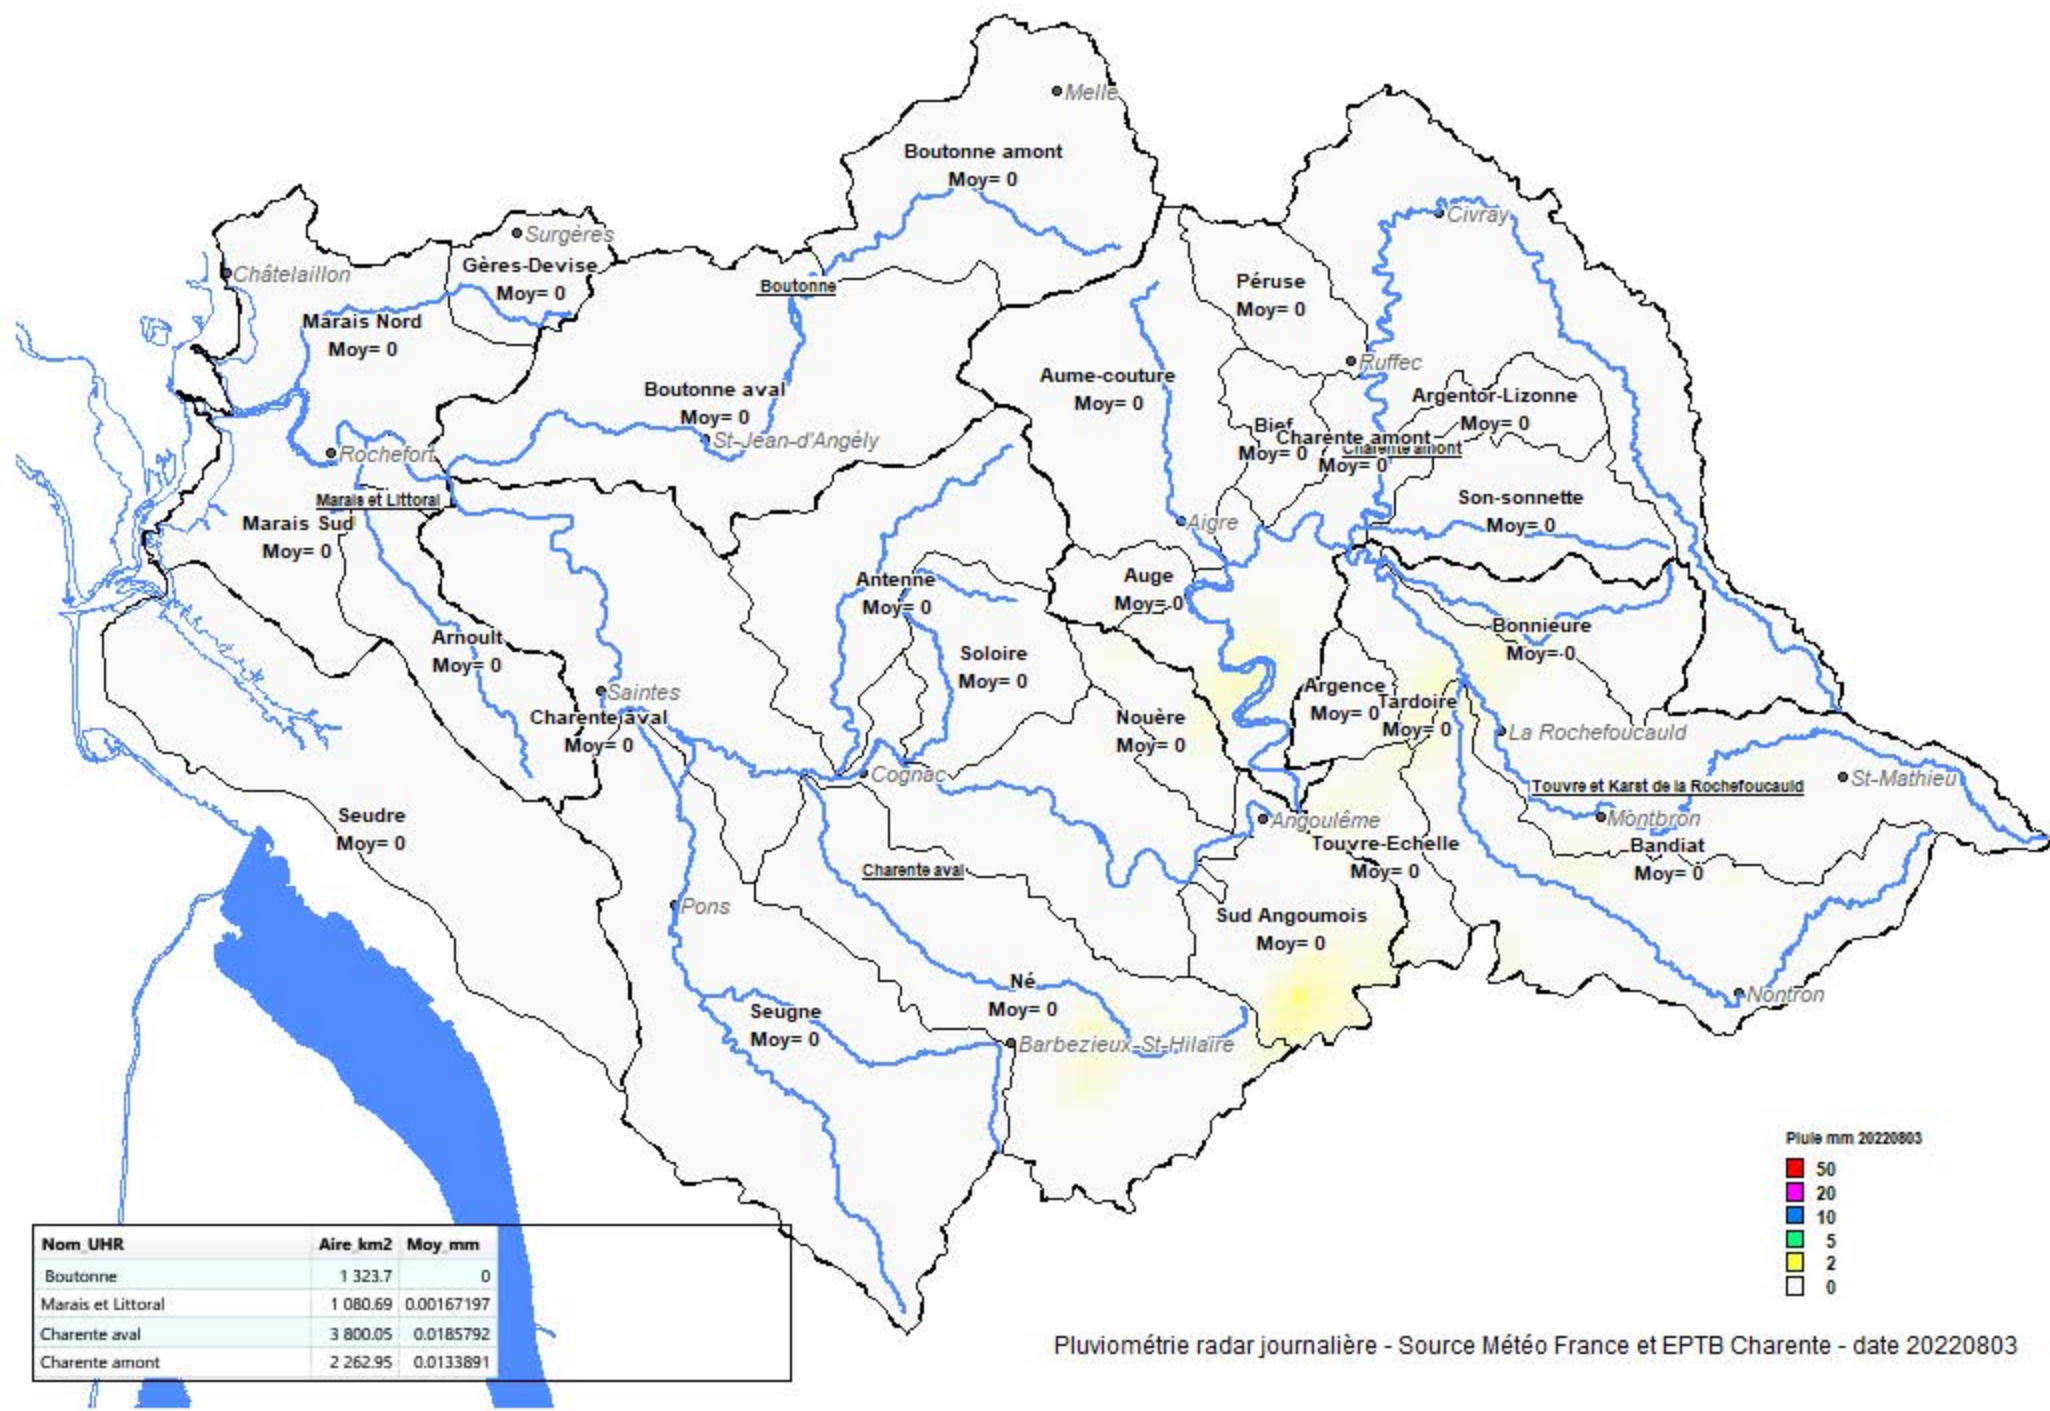 Melle
Boutonne amont
Moy= 0
Civray
Surgères
Châtelaillon
Gères-Devise
Moy= 0
Boutonne
Péruse
Moy= 0
Marais Nord
Moy= 0
Ruffec
Aume-couture
Moy= 0
Boutonne aval
Moy= 0
Argentor-Lizonne
Moy= 0
St-Jean-d'Angély
Bief
Moy= 0
Charente amont
Moy= 0
Charente amont
Rochefort
Marais et Littoral
Son-sonnette
Moy= 0
Marais Sud
Moy= 0
Aigre
Antenne
Moy= 0
Auge
Moy= 0
Bonnieure
Moy= 0
Arnoult
Moy= 0
Soloire
Moy= 0
Saintes
Charente aval
Moy= 0
Nouère
Moy= 0
Argence
Moy= 0
Tardoire
Moy= 0
La Rochefoucauld
Cognac
Touvre et Karst de la Rochefoucauld
St-Mathieu
Seudre
Moy= 0
Angoulême
Montbron
Touvre-Echelle
Moy= 0
Bandiat
Moy= 0
Charente aval
Pons
Sud Angoumois
Moy= 0
Né
Moy= 0
Nontron
Seugne
Moy= 0
Barbezieux-St-Hilaire
Pluie mm 20220803
50
20
10
5
2
0
Nom_UHR Aire_km2 Moy_mm
Boutonne 1 323.7 0
Marais et Littoral 1 080.69 0.00167197
Charente aval 3 800.05 0.0185792
Charente amont 2 262.95 0.0133891
Pluviométrie radar journalière - Source Météo France et EPTB Charente - date 20220803